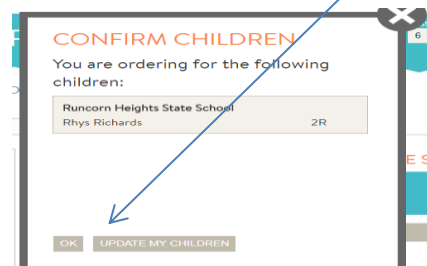 CONFIRM CHILDREN
You are ordering for the following
children:
Runcorn Heights State School
Rhys Richards 2R
OK UPDATE MY CHILDREN
6
E S